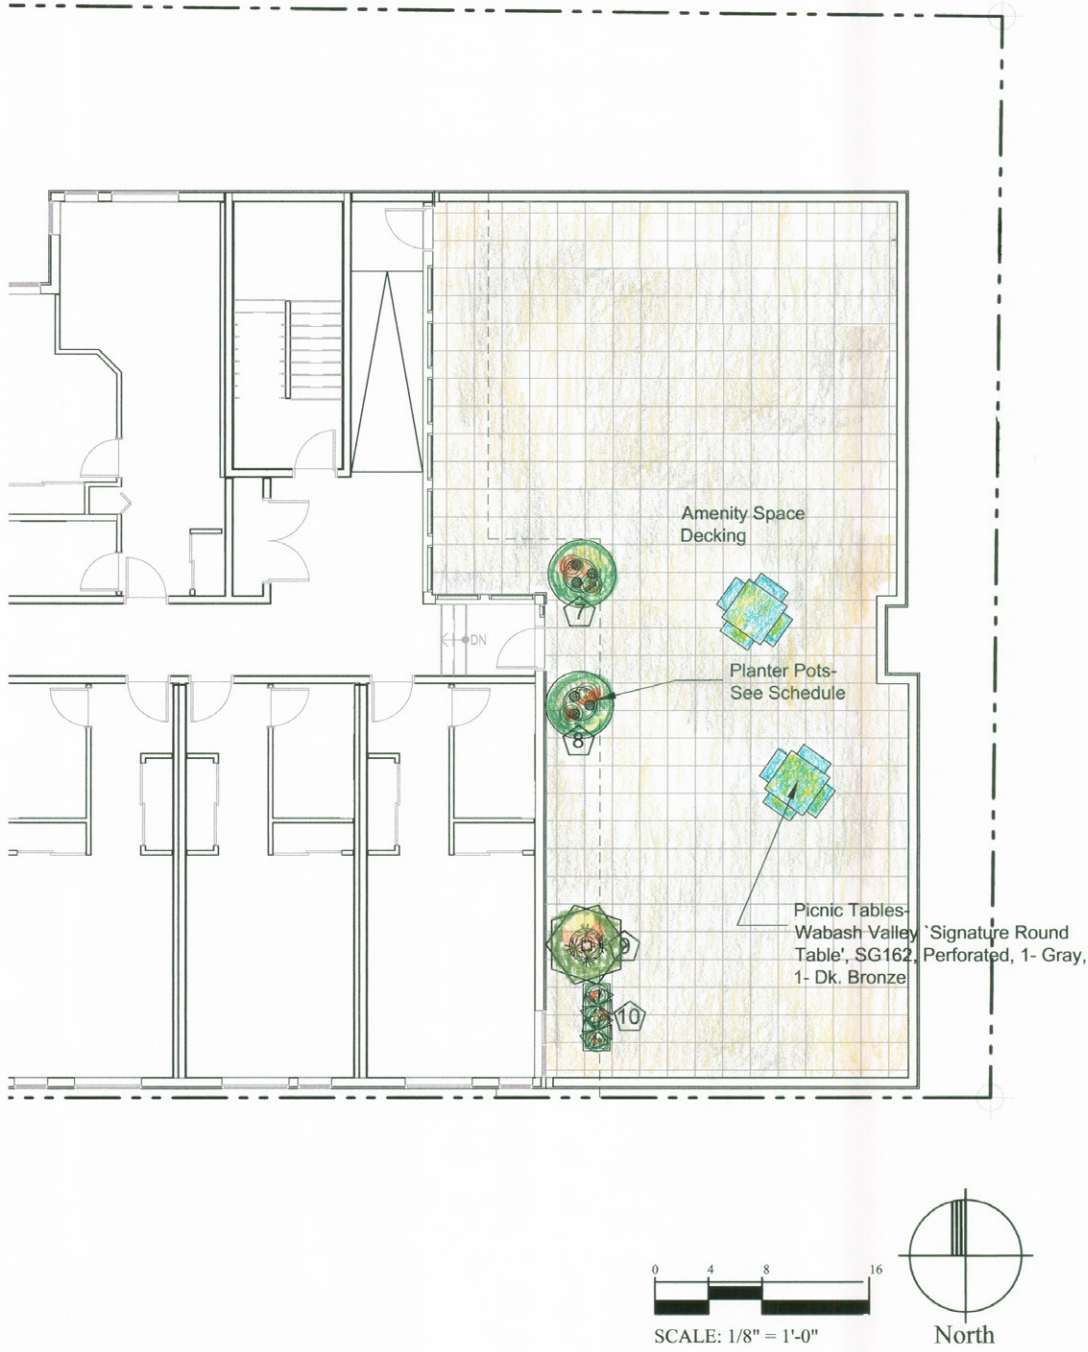 Amenity Space
Decking
7
DN
Planter Pots-
See Schedule
8
Picnic Tables-
Wabash Valley `Signature Round
Table', SG162, Perforated, 1- Gray,
1- Dk. Bronze
9
10
0 4 8 16
SCALE: 1/8" = 1'-0"
North